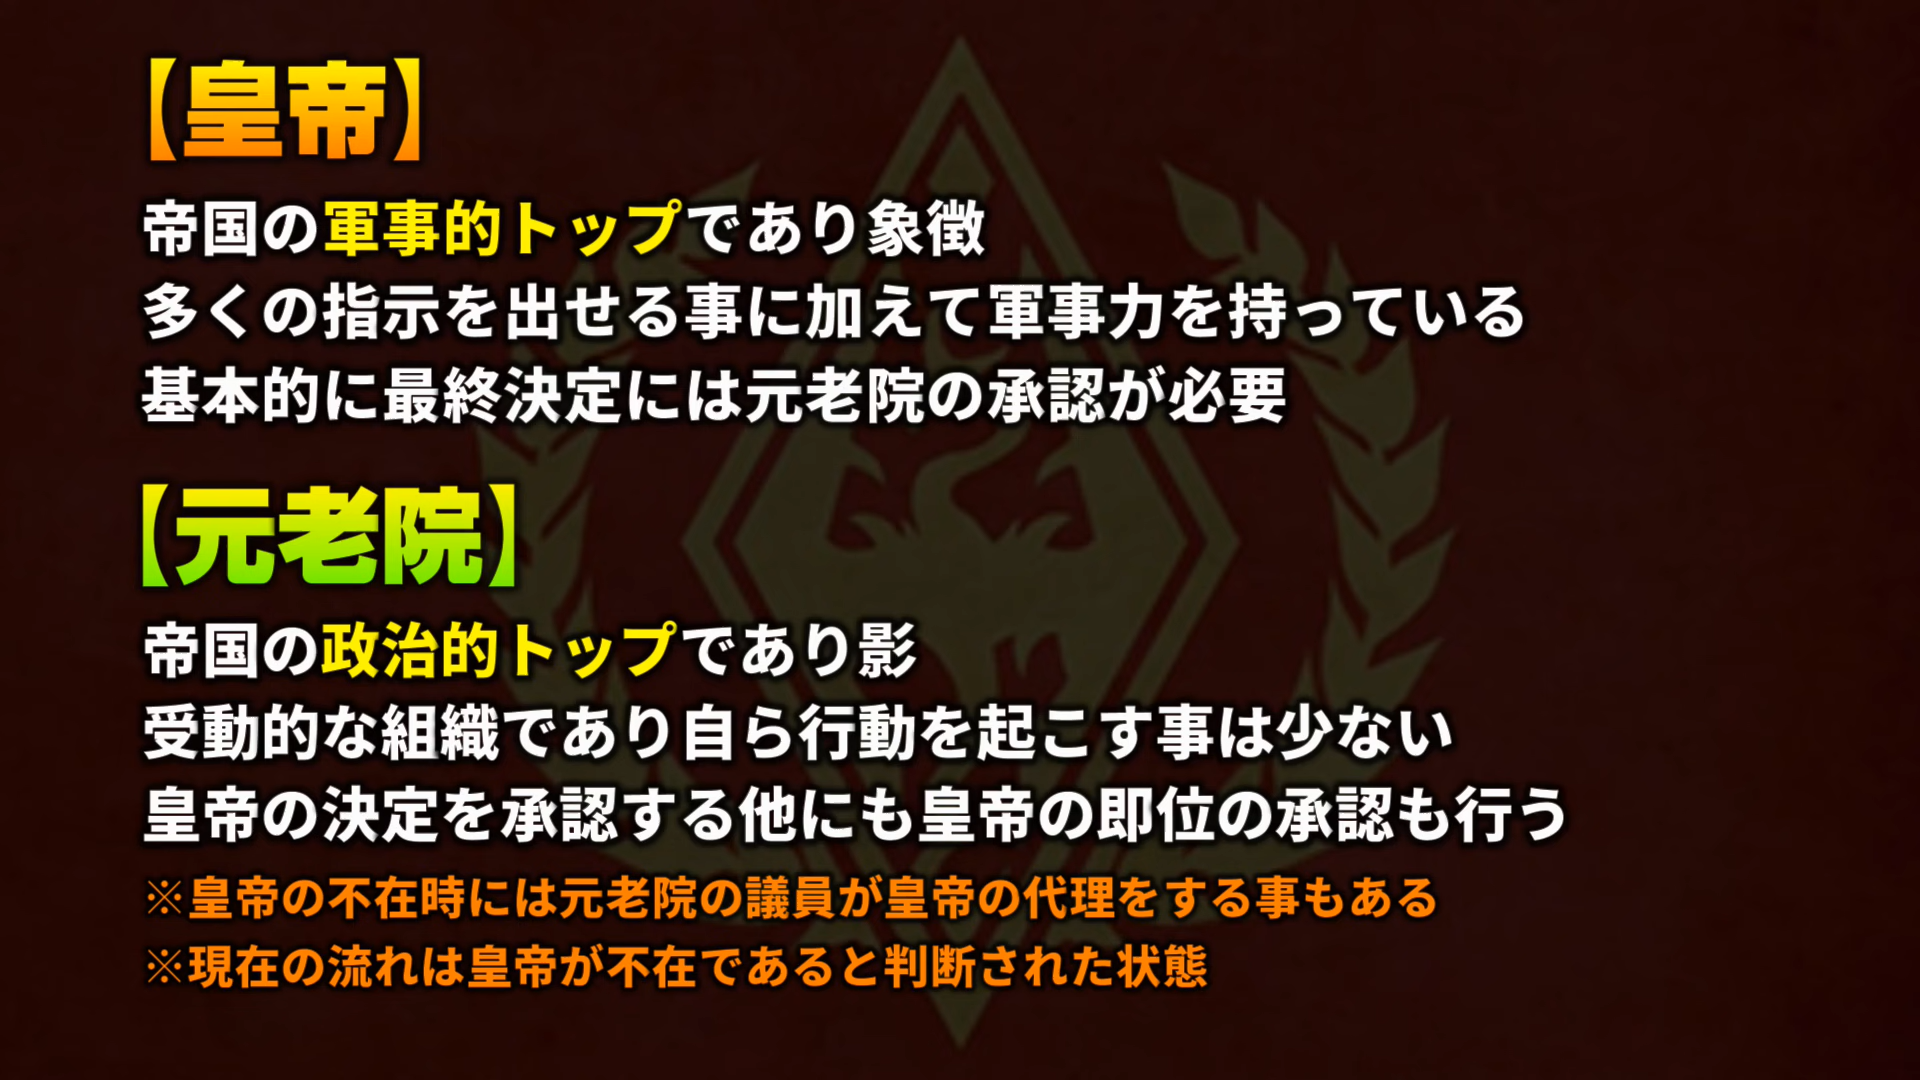 【皇帝】
帝国の軍事的トップであり象徴
多くの指示を出せる事に加えて軍事力を持っている
基本的に最終決定には元老院の承認が必要
【元老院】
帝国の政治的トップであり影
受動的な組織であり自ら行動を起こす事は少ない
皇帝の決定を承認する他にも皇帝の即位の承認も行う
※皇帝の不在時には元老院の議員が皇帝の代理をする事もある
※現在の流れは皇帝が不在であると判断された状態